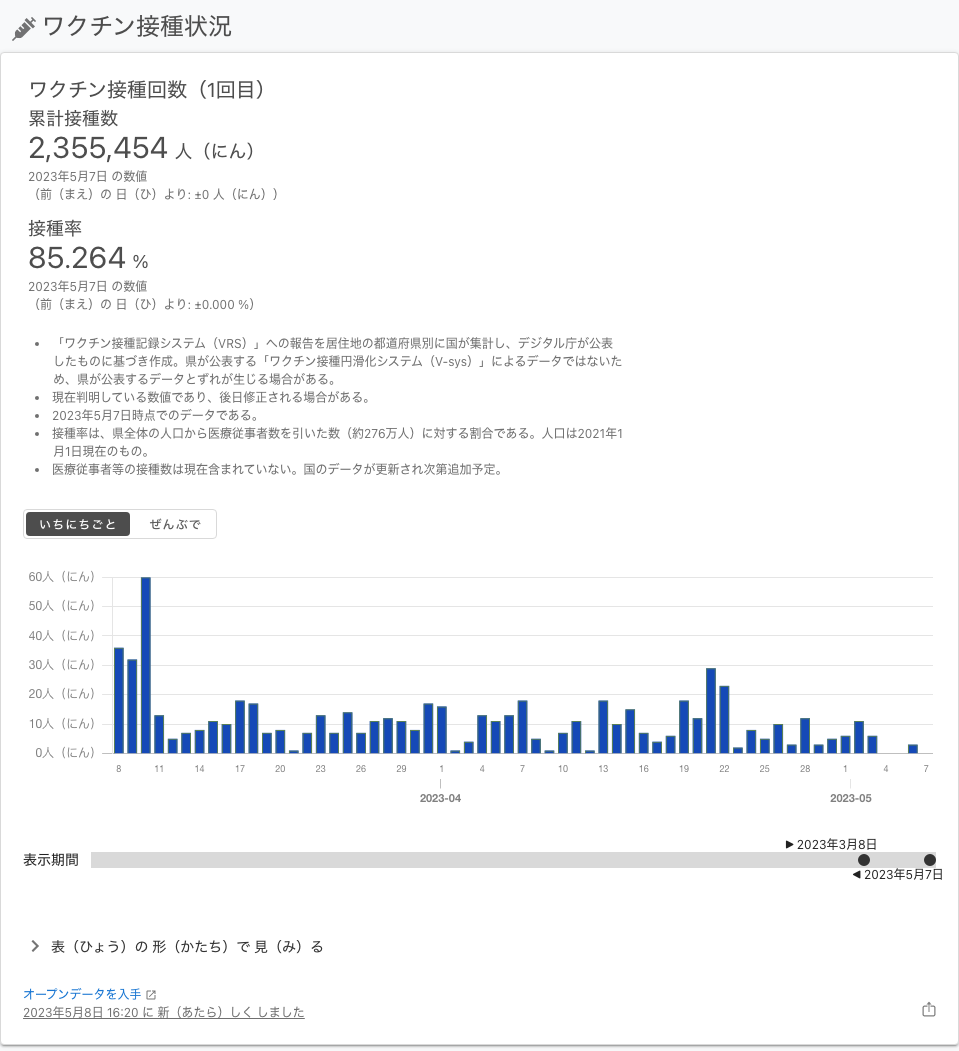 ワクチン接種状況
ワクチン接種回数（1回目）
累計接種数
2,355,454 人（にん）
2023年5月7日 の数値
（前（まえ）の 日（ひ）より: ±0 人（にん））
接種率
85.264 %
2023年5月7日 の数値
（前（まえ）の 日（ひ）より: ±0.000 %）
• 「ワクチン接種記録システム（VRS）」への報告を居住地の都道府県別に国が集計し、デジタル庁が公表
したものに基づき作成。県が公表する「ワクチン接種円滑化システム（V-sys）」によるデータではないた
め、県が公表するデータとずれが生じる場合がある。
• 現在判明している数値であり、後日修正される場合がある。
• 2023年5月7日時点でのデータである。
• 接種率は、県全体の人口から医療従事者数を引いた数（約276万人）に対する割合である。人口は2021年1
月1日現在のもの。
• 医療従事者等の接種数は現在含まれていない。国のデータが更新され次第追加予定。
いちにちごと ぜんぶで
60人（にん）
50人（にん）
40人（にん）
30人（にん）
20人（にん）
10人（にん）
0人（にん）
8 11 14 17 20 23 26 29 1 4 7 10 13 16 19 22 25 28 1 4 7
2023-04 2023-05
▶ 2023年3月8日
表示期間
◀ 2023年5月7日
表（ひょう）の 形（かたち）で 見（み）る
オープンデータを入手
2023年5月8日 16:20 に 新（あたら）しく しました